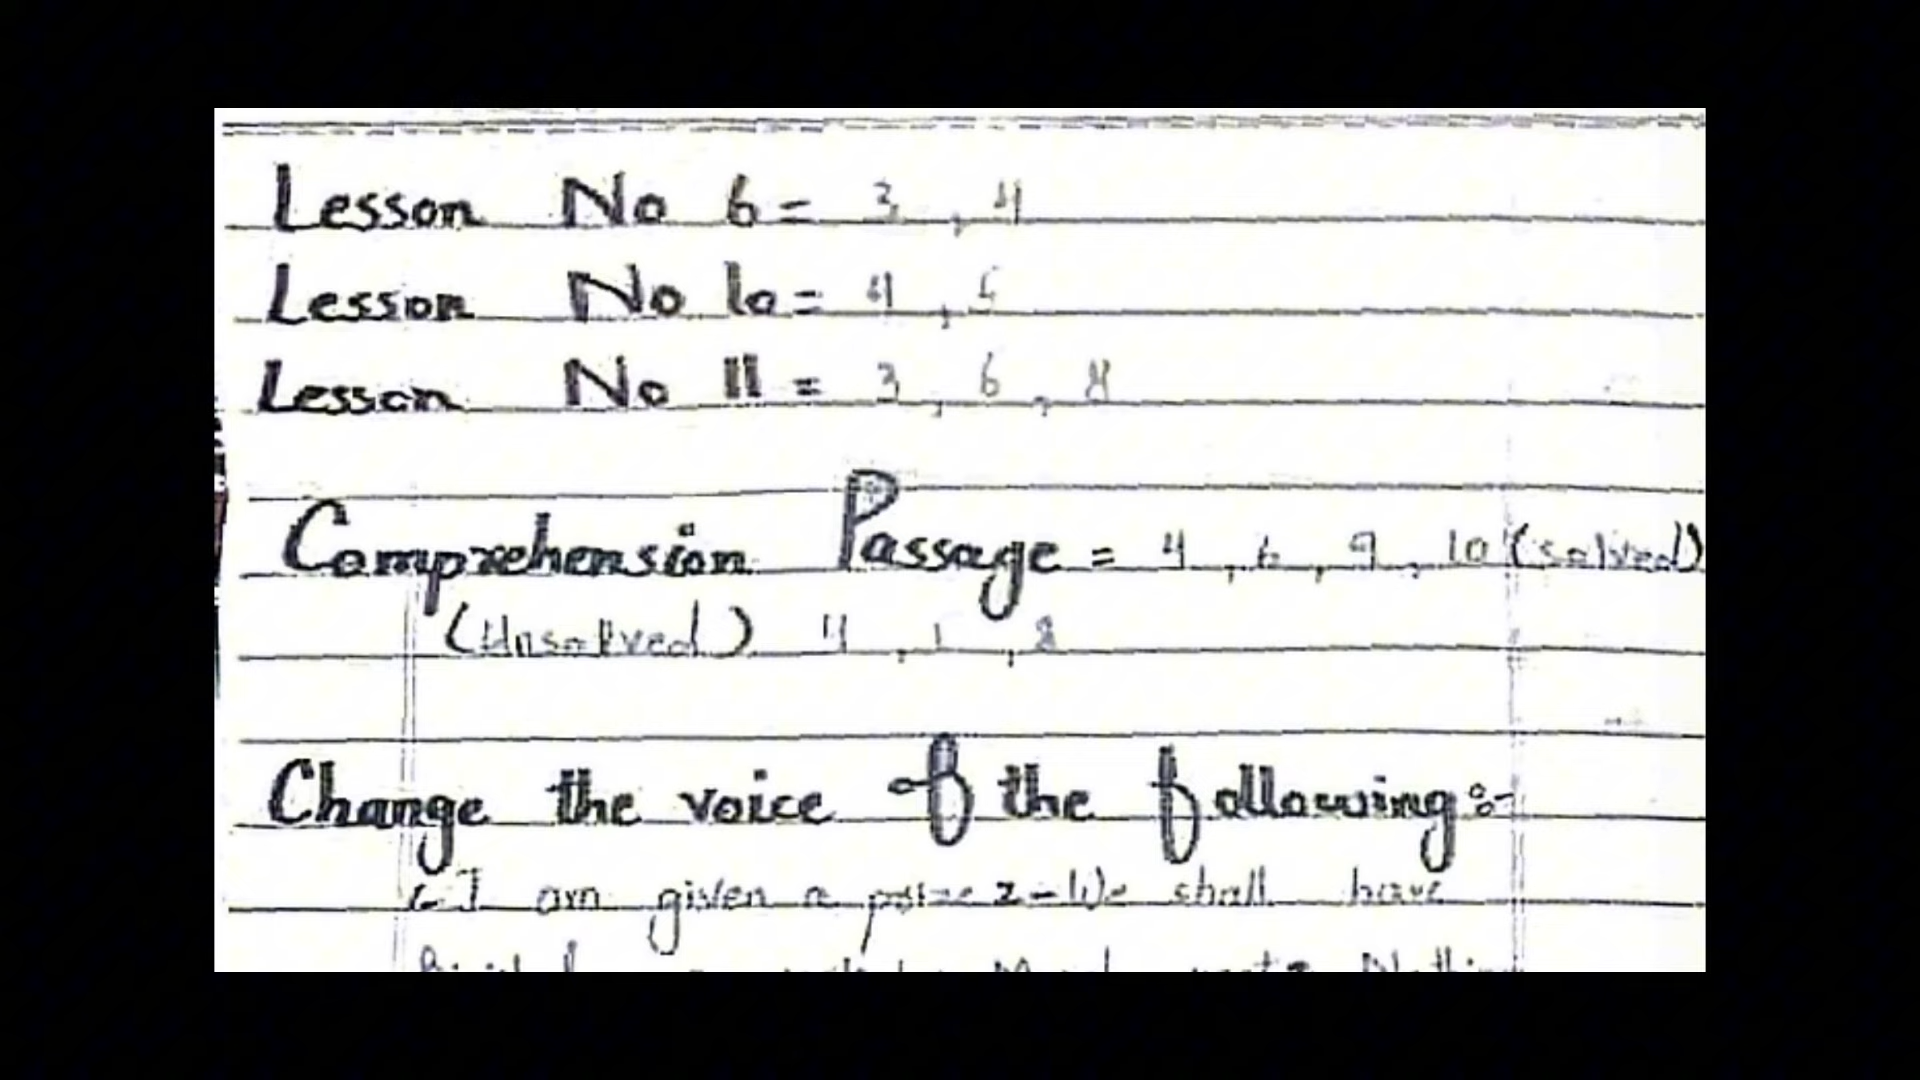 Lesson No 6 = 3, 4
Lesson No 10 = 4, 5
Lesson No 11 = 3, 6, 8
Comprehension Passage = 4, 6, 9, 10 (solved)
(Unsolved) 4, 1, 8
Change the voice of the following:-
I am given a prize 2- We shall have